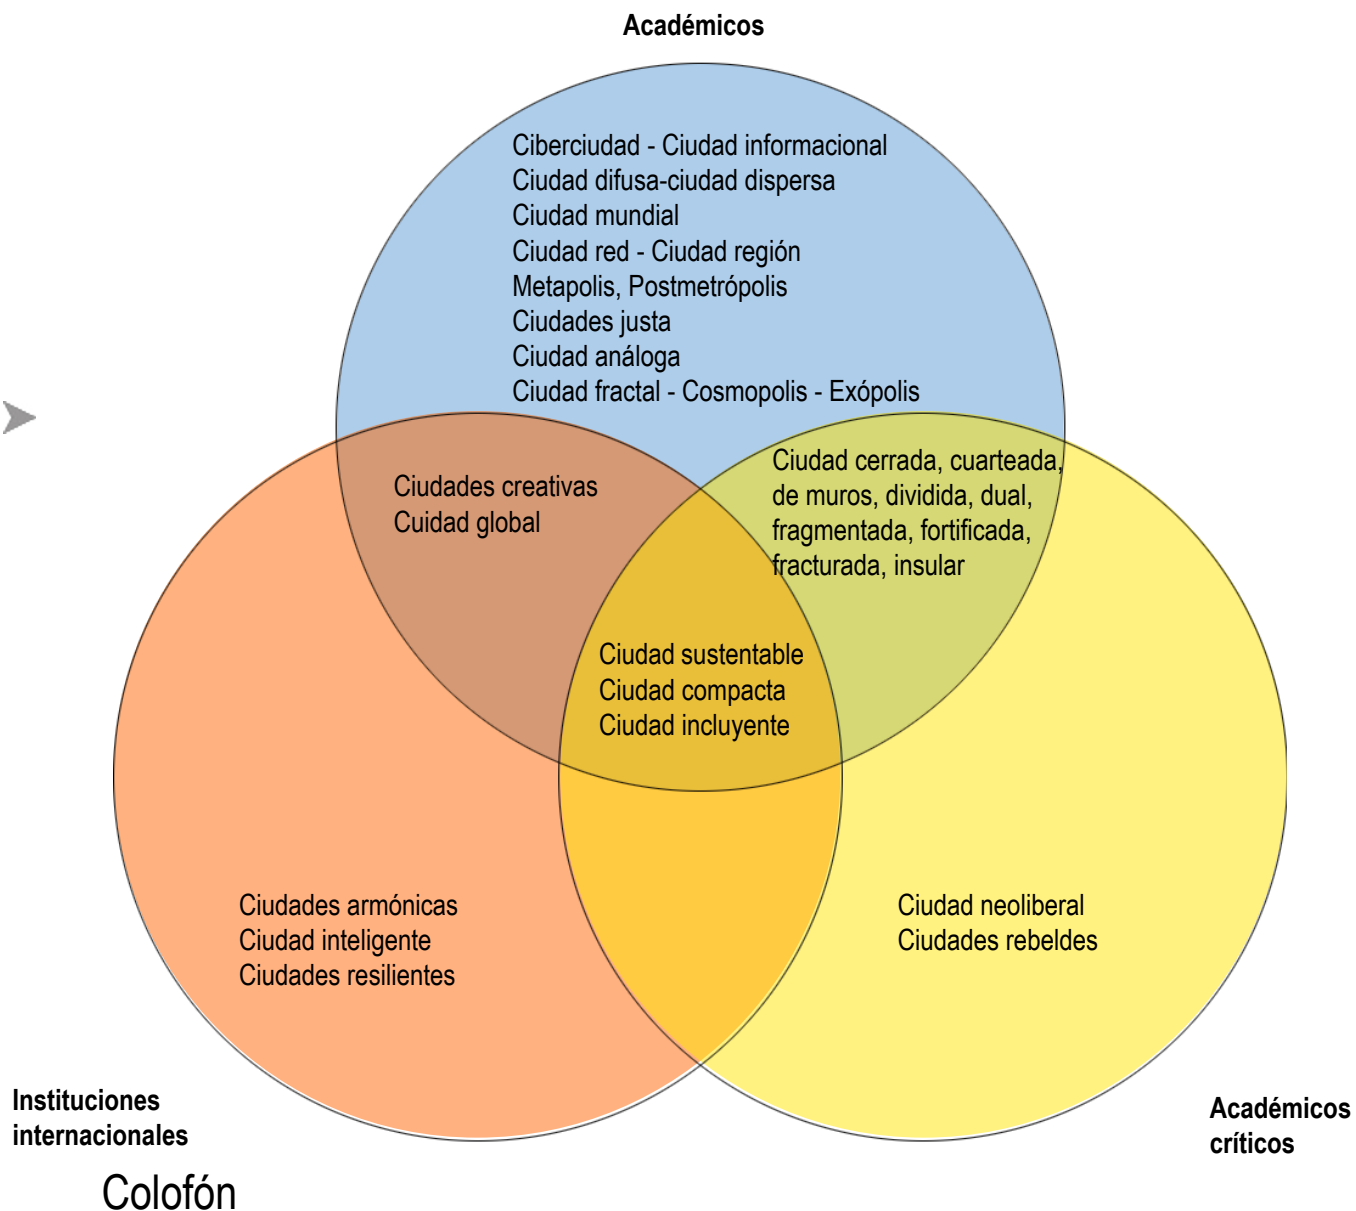 Académicos
Ciberciudad - Ciudad informacional
Ciudad difusa-ciudad dispersa
Ciudad mundial
Ciudad red - Ciudad región
Metapolis, Postmetrópolis
Ciudades justa
Ciudad análoga
Ciudad fractal - Cosmopolis - Exópolis
Ciudades creativas
Cuidad global
Ciudad cerrada, cuarteada,
de muros, dividida, dual,
fragmentada, fortificada,
fracturada, insular
Ciudad sustentable
Ciudad compacta
Ciudad incluyente
Ciudades armónicas
Ciudad inteligente
Ciudades resilientes
Ciudad neoliberal
Ciudades rebeldes
Instituciones
internacionales
Académicos
críticos
Colofón